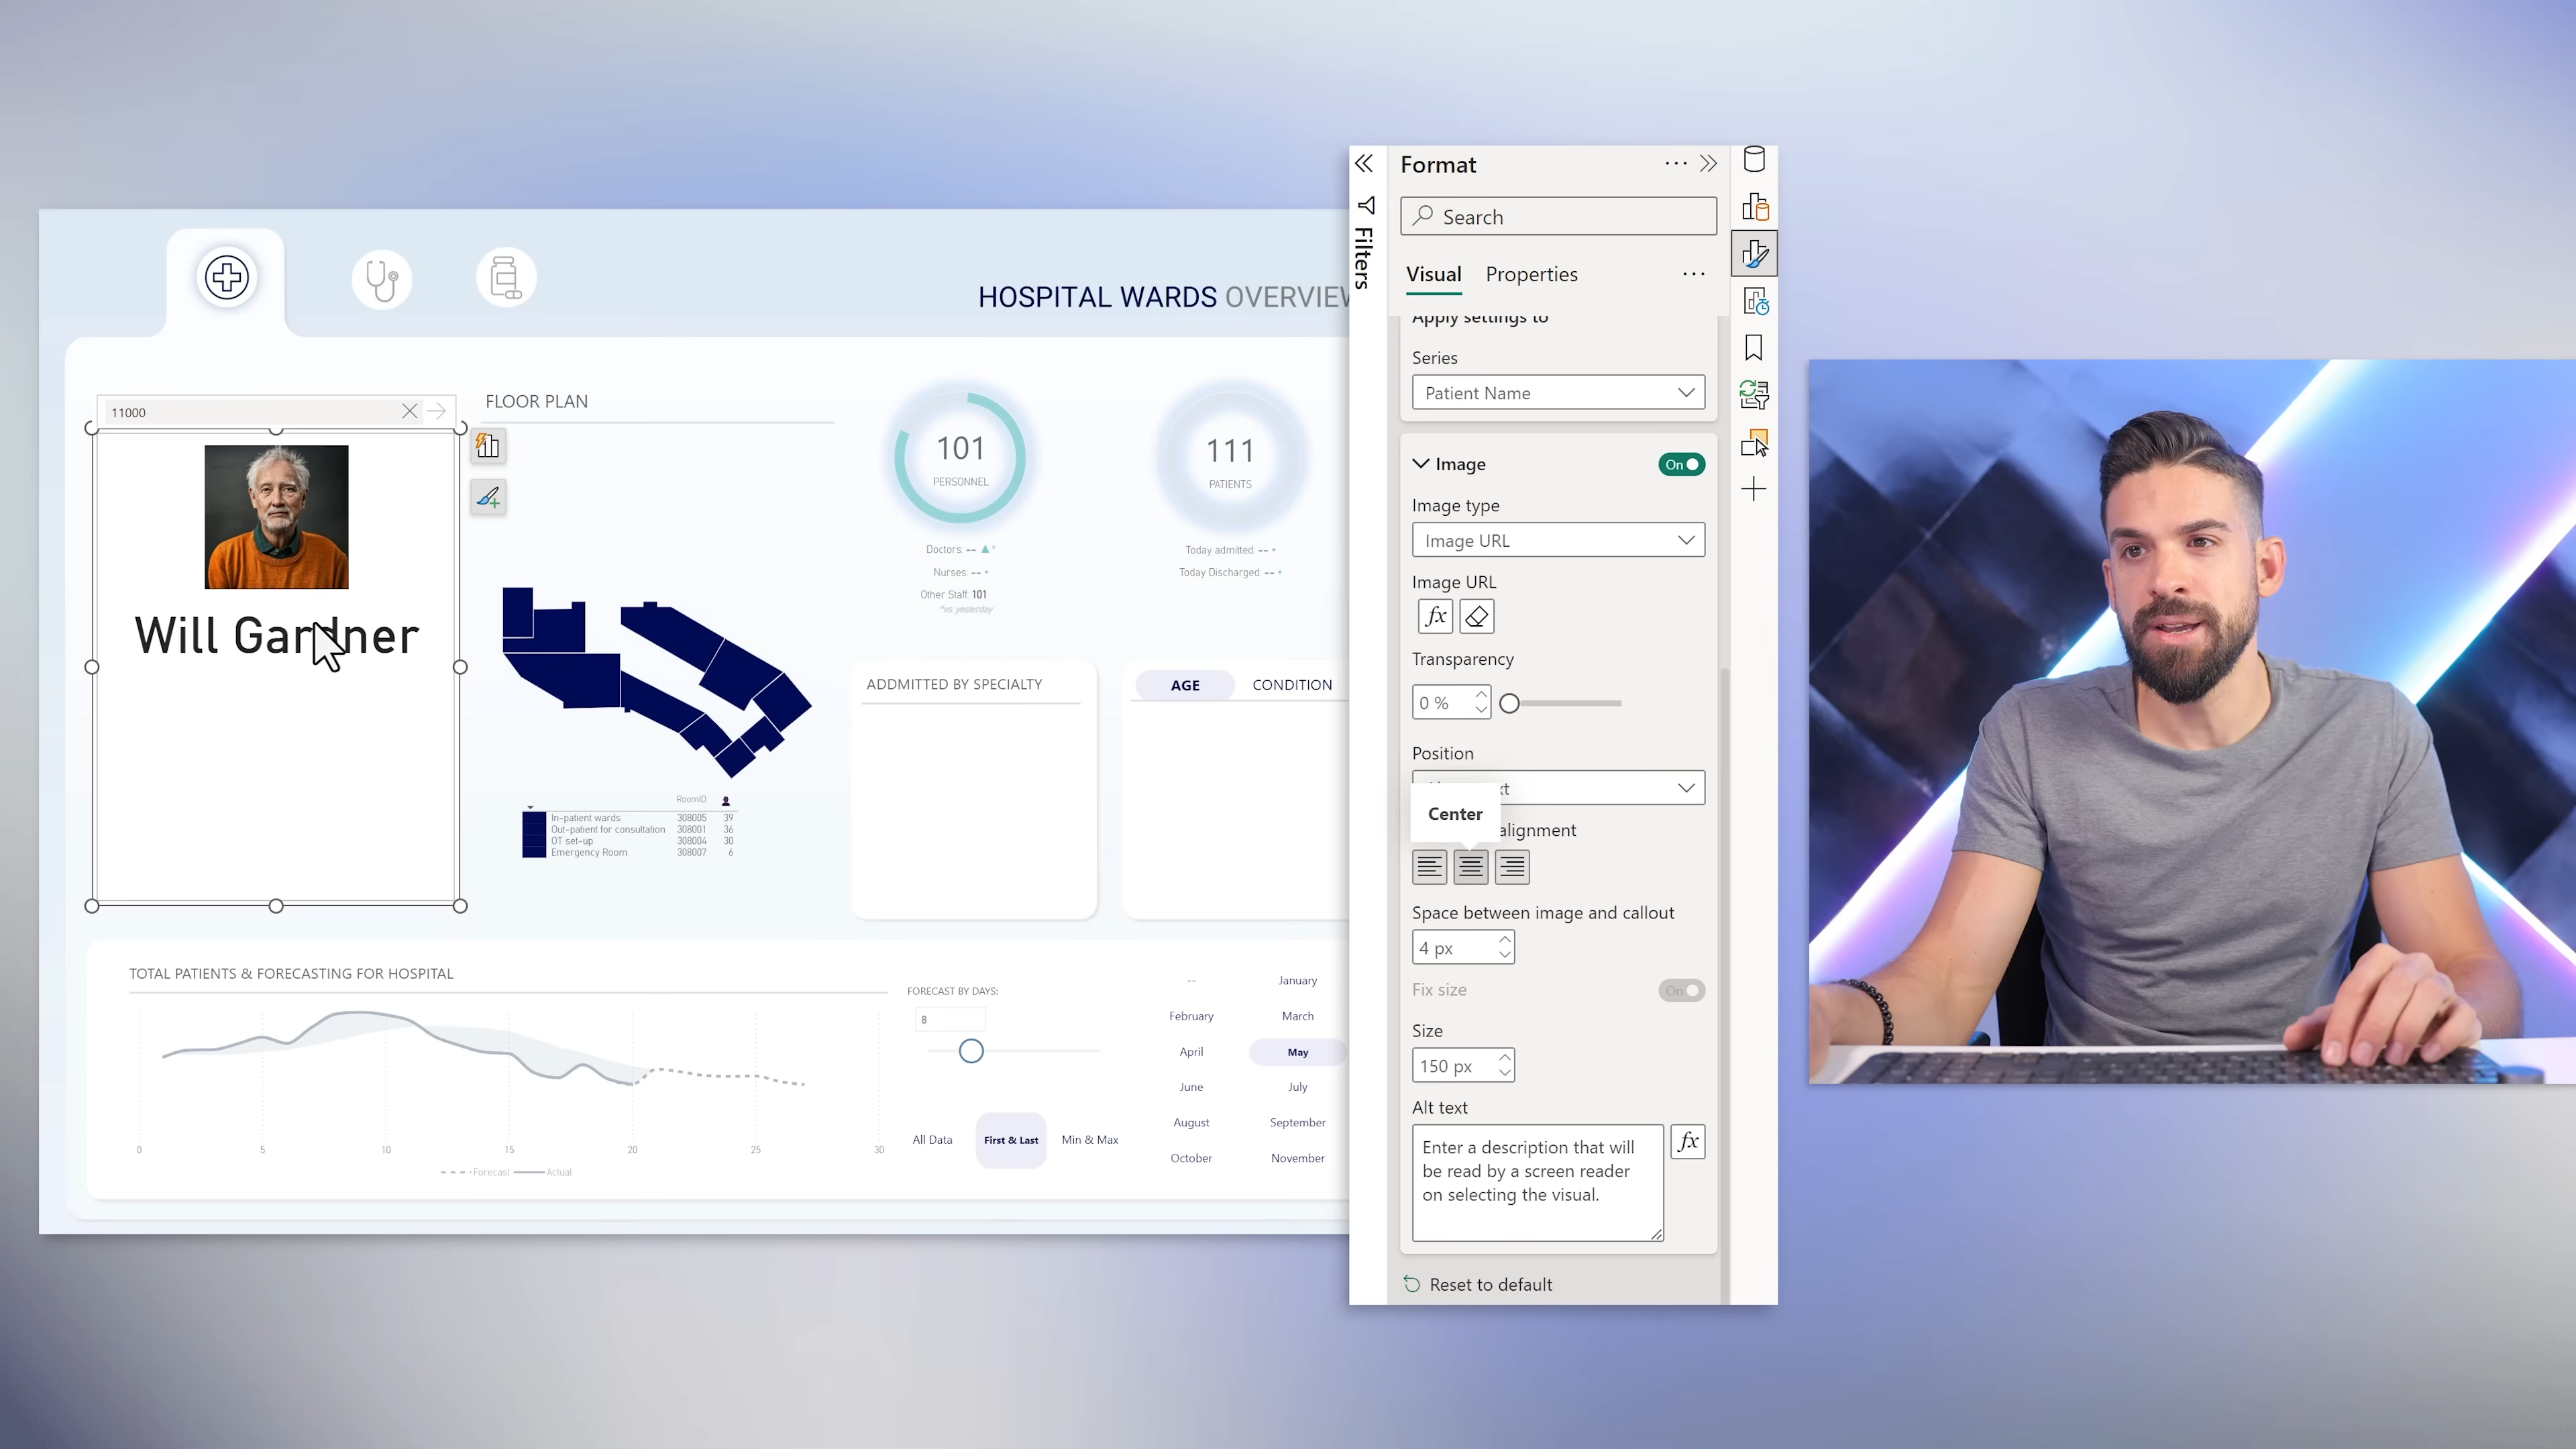 HOSPITAL WARDS OVERVIEW
11000
Will Gardner
FLOOR PLAN
RoomID
In-patient wards 308005 39
Out-patient for consultation 308001 36
OT set-up 308004 30
Emergency Room 308007 6
101
PERSONNEL
Doctors: -- ▲ *
Nurses: -- *
Other Staff: 101
*vs. yesterday
111
PATIENTS
Today admitted: -- *
Today Discharged: -- *
ADDMITTED BY SPECIALTY
AGE CONDITION
TOTAL PATIENTS & FORECASTING FOR HOSPITAL
0 5 10 15 20 25 30
Forecast Actual
FORECAST BY DAYS:
8
All Data First & Last Min & Max
-- January
February March
April May
June July
August September
October November
Filters
Format
Search
Visual Properties
Apply settings to
Series
Patient Name
Image On
Image type
Image URL
Image URL
fx
Transparency
0 %
Position
Center
alignment
Space between image and callout
4 px
Fix size On
Size
150 px
Alt text
Enter a description that will
be read by a screen reader
on selecting the visual.
fx
Reset to default